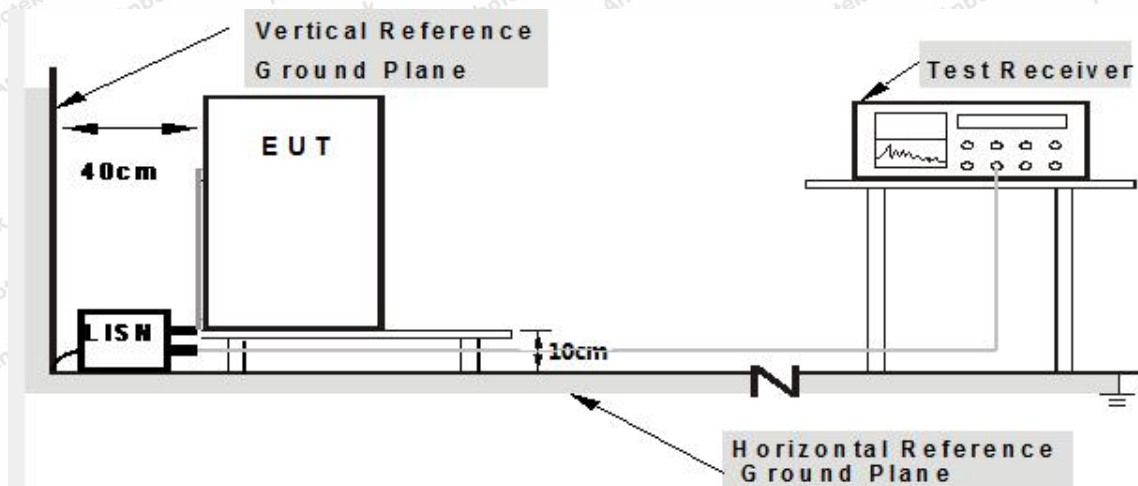 Vertical Reference
Ground Plane
Test Receiver
EUT
40cm
LISN
10cm
Horizontal Reference
Ground Plane